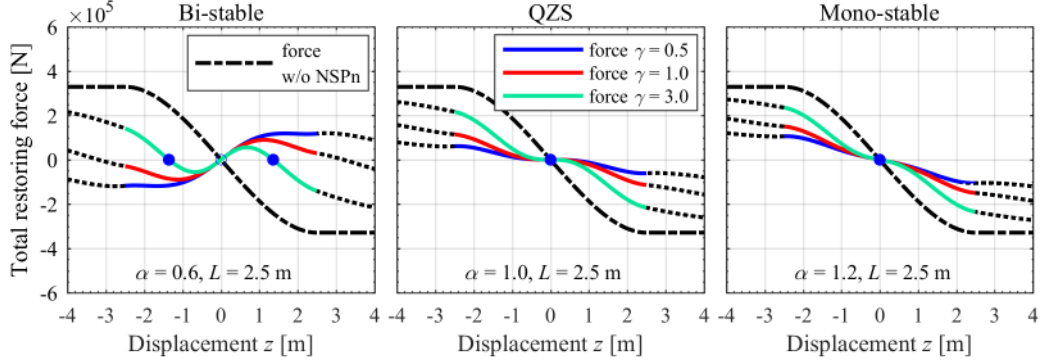 Bi-stable
QZS
Mono-stable
×10⁵
Total restoring force [N]
6
4
2
0
-2
-4
-6
force
w/o NSPn
force γ = 0.5
force γ = 1.0
force γ = 3.0
α = 0.6, L = 2.5 m
α = 1.0, L = 2.5 m
α = 1.2, L = 2.5 m
-4 -3 -2 -1 0 1 2 3 4
-4 -3 -2 -1 0 1 2 3 4
-4 -3 -2 -1 0 1 2 3 4
Displacement z [m]
Displacement z [m]
Displacement z [m]